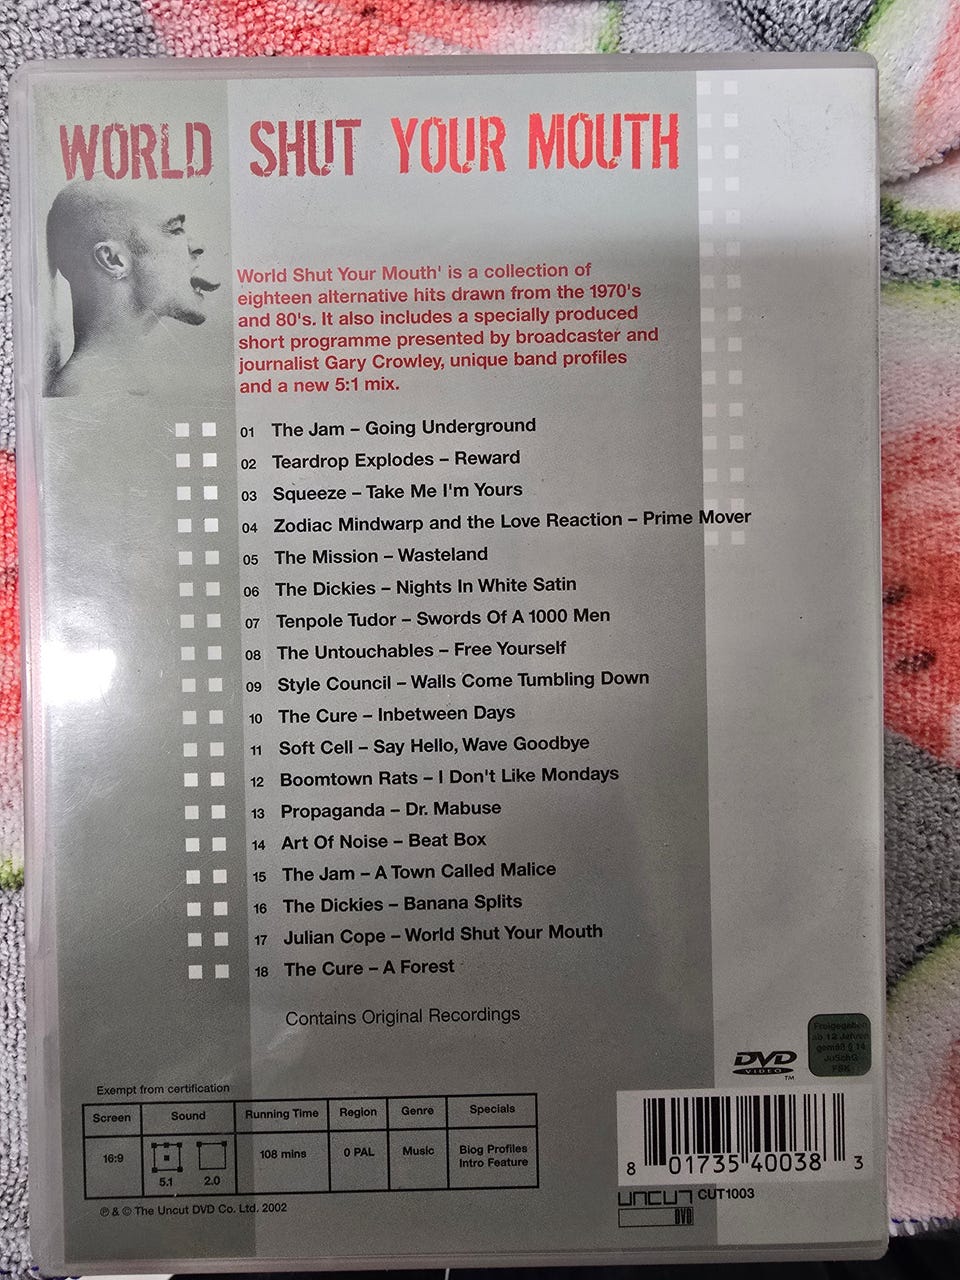 WORLD SHUT YOUR MOUTH
World Shut Your Mouth' is a collection of
eighteen alternative hits drawn from the 1970's
and 80's. It also includes a specially produced
short programme presented by broadcaster and
journalist Gary Crowley, unique band profiles
and a new 5:1 mix.
01 The Jam – Going Underground
02 Teardrop Explodes – Reward
03 Squeeze – Take Me I'm Yours
04 Zodiac Mindwarp and the Love Reaction – Prime Mover
05 The Mission – Wasteland
06 The Dickies – Nights In White Satin
07 Tenpole Tudor – Swords Of A 1000 Men
08 The Untouchables – Free Yourself
09 Style Council – Walls Come Tumbling Down
10 The Cure – Inbetween Days
11 Soft Cell – Say Hello, Wave Goodbye
12 Boomtown Rats – I Don't Like Mondays
13 Propaganda – Dr. Mabuse
14 Art Of Noise – Beat Box
15 The Jam – A Town Called Malice
16 The Dickies – Banana Splits
17 Julian Cope – World Shut Your Mouth
18 The Cure – A Forest
Contains Original Recordings
Freigegeben
ab 12 Jahren
gemäß § 14
JuSchG
FSK
DVD
VIDEO
TM
Exempt from certification
Screen Sound Running Time Region Genre Specials
16:9 5.1 2.0 108 mins 0 PAL Music Biog Profiles
Intro Feature
8 01735 40038 3
UNCUT CUT1003
DVD
℗ & © The Uncut DVD Co. Ltd. 2002